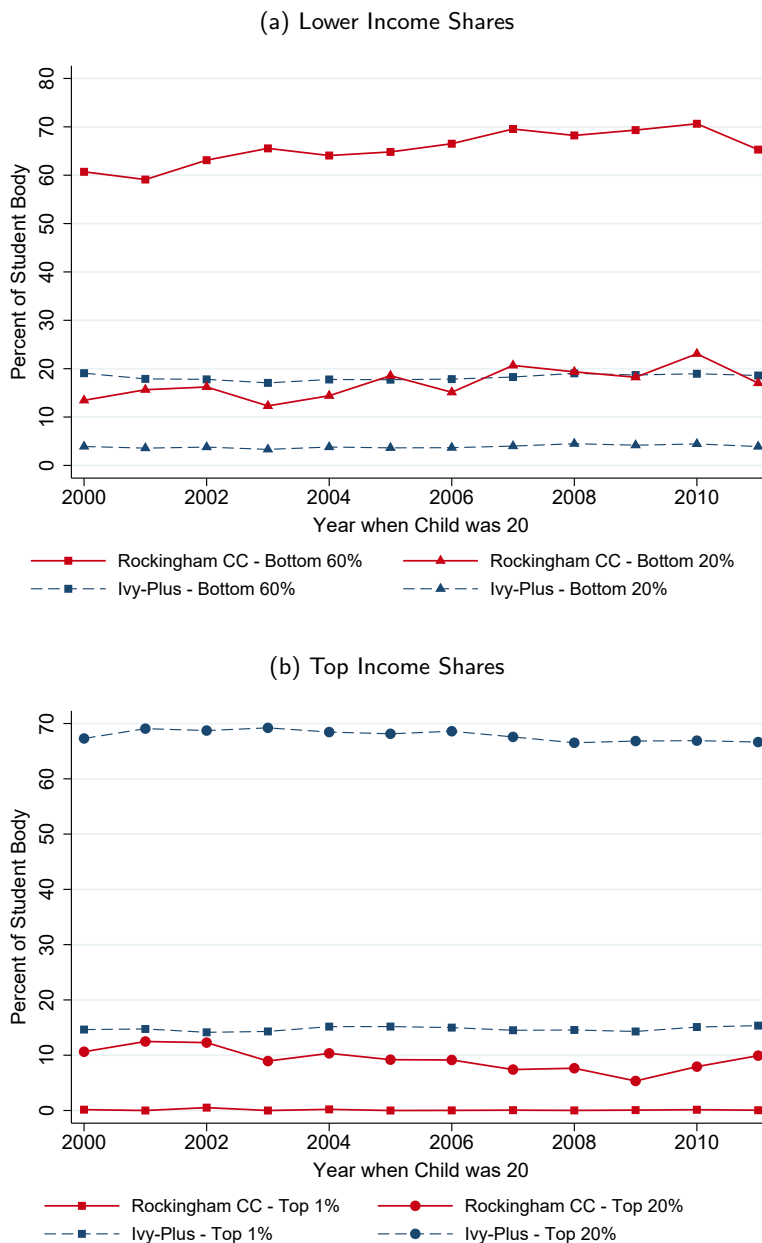 (a) Lower Income Shares
80
70
60
50
40
30
20
10
0
Percent of Student Body
2000 2002 2004 2006 2008 2010
Year when Child was 20
Rockingham CC - Bottom 60% Rockingham CC - Bottom 20%
Ivy-Plus - Bottom 60% Ivy-Plus - Bottom 20%
(b) Top Income Shares
70
60
50
40
30
20
10
0
Percent of Student Body
2000 2002 2004 2006 2008 2010
Year when Child was 20
Rockingham CC - Top 1% Rockingham CC - Top 20%
Ivy-Plus - Top 1% Ivy-Plus - Top 20%